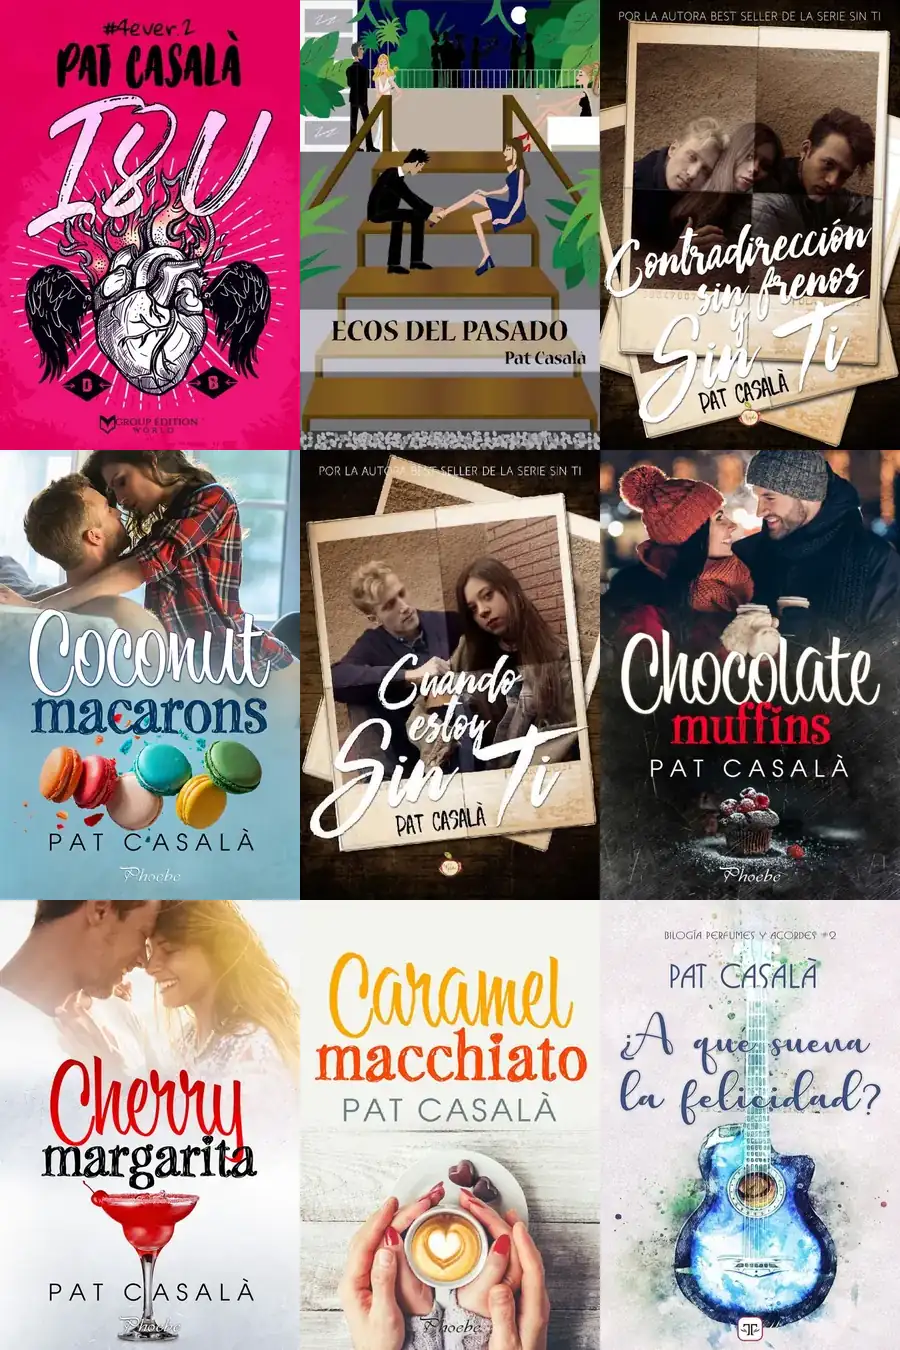 #4ever.2
PAT CASALÀ
I8U
D B
GROUP EDITION
WORLD
ECOS DEL PASADO
Pat Casalà
POR LA AUTORA BEST SELLER DE LA SERIE SIN TI
Contradirección
sin frenos
y
Sin Ti
PAT CASALÀ
Coconut
macarons
PAT CASALÀ
Phoebe
POR LA AUTORA BEST SELLER DE LA SERIE SIN TI
Cuando
estoy
Sin Ti
PAT CASALÀ
Chocolate
muffins
PAT CASALÀ
Phoebe
Cherry
margarita
PAT CASALÀ
Phoebe
Caramel
macchiato
PAT CASALÀ
Phoebe
BILOGÍA PERFUMES Y ACORDES #2
PAT CASALÀ
¿A qué suena
la felicidad?